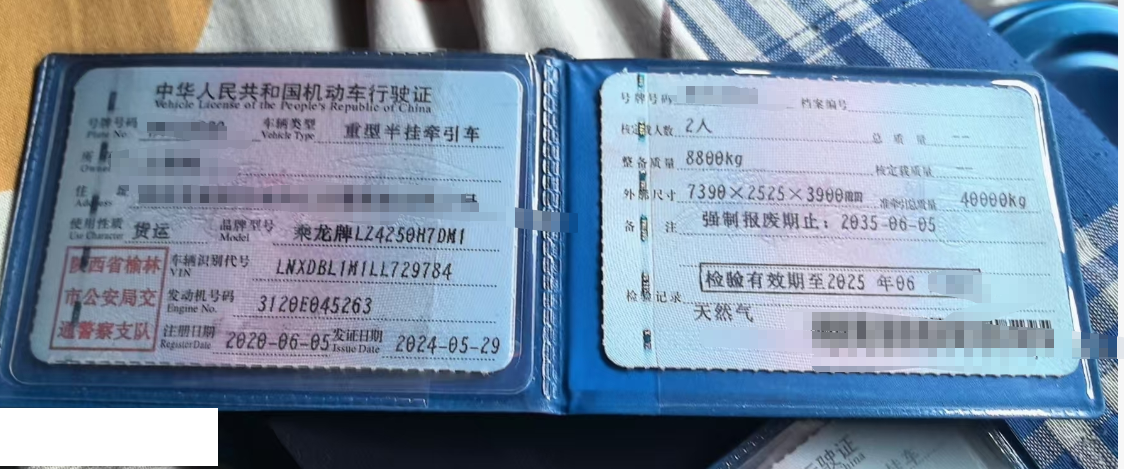 中华人民共和国机动车行驶证
Vehicle License of the People's Republic of China
号牌号码 车辆类型 重型半挂牵引车
Plate No. Vehicle Type
Owner
住 址
Address
使用性质 货运 品牌型号 乘龙牌LZ4250H7DM1
Use Character Model
陕西省榆林
市公安局交
通警察支队
车辆识别代号 LNXDBL1M1LL729784
VIN
发动机号码 3120E045263
Engine No.
注册日期 2020-06-05 发证日期 2024-05-29
Register Date Issue Date
号牌号码 档案编号
核定载人数 2人 总质量 --
整备质量 8800kg 核定载质量 --
外廓尺寸 7390×2525×3900mm 准牵引总质量 40000kg
备 注 强制报废期止：2035-06-05
检验有效期至2025 年06
检验记录
天然气
驶证